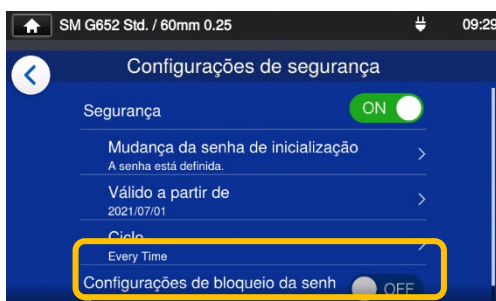 SM G652 Std. / 60mm 0.25
09:29
Configurações de segurança
Segurança
ON
Mudança da senha de inicialização
A senha está definida.
Válido a partir de
2021/07/01
Ciclo
Every Time
Configurações de bloqueio da senh
OFF